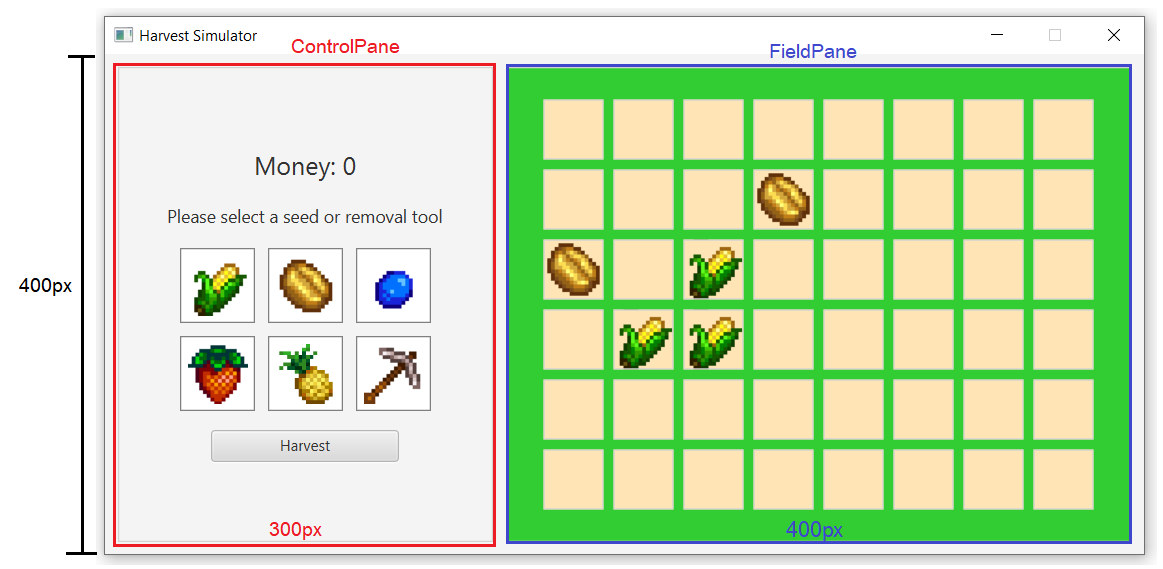 Harvest Simulator
ControlPane
FieldPane
Money: 0
Please select a seed or removal tool
400px
Harvest
300px
400px